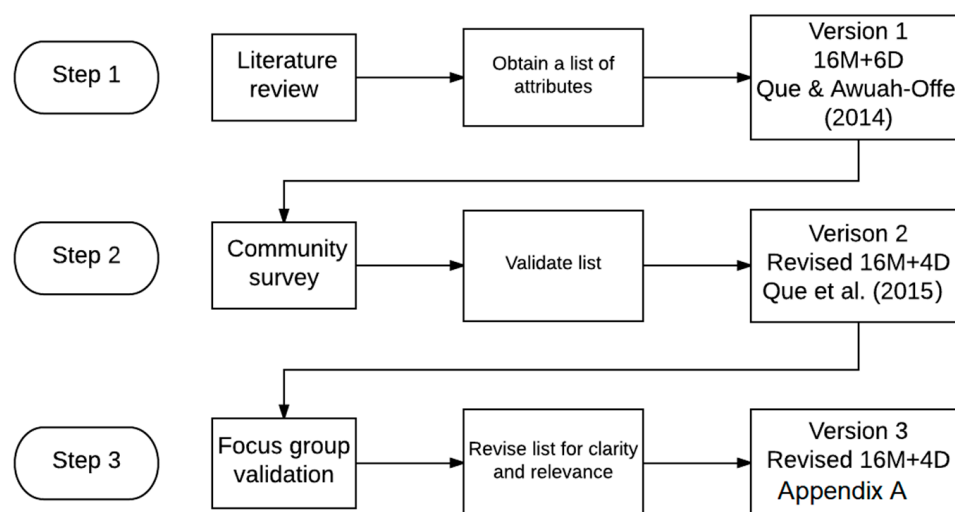 Step 1
Literature
review
Obtain a list of
attributes
Version 1
16M+6D
Que & Awuah-Offe
(2014)
Step 2
Community
survey
Validate list
Verison 2
Revised 16M+4D
Que et al. (2015)
Step 3
Focus group
validation
Revise list for clarity
and relevance
Version 3
Revised 16M+4D
Appendix A